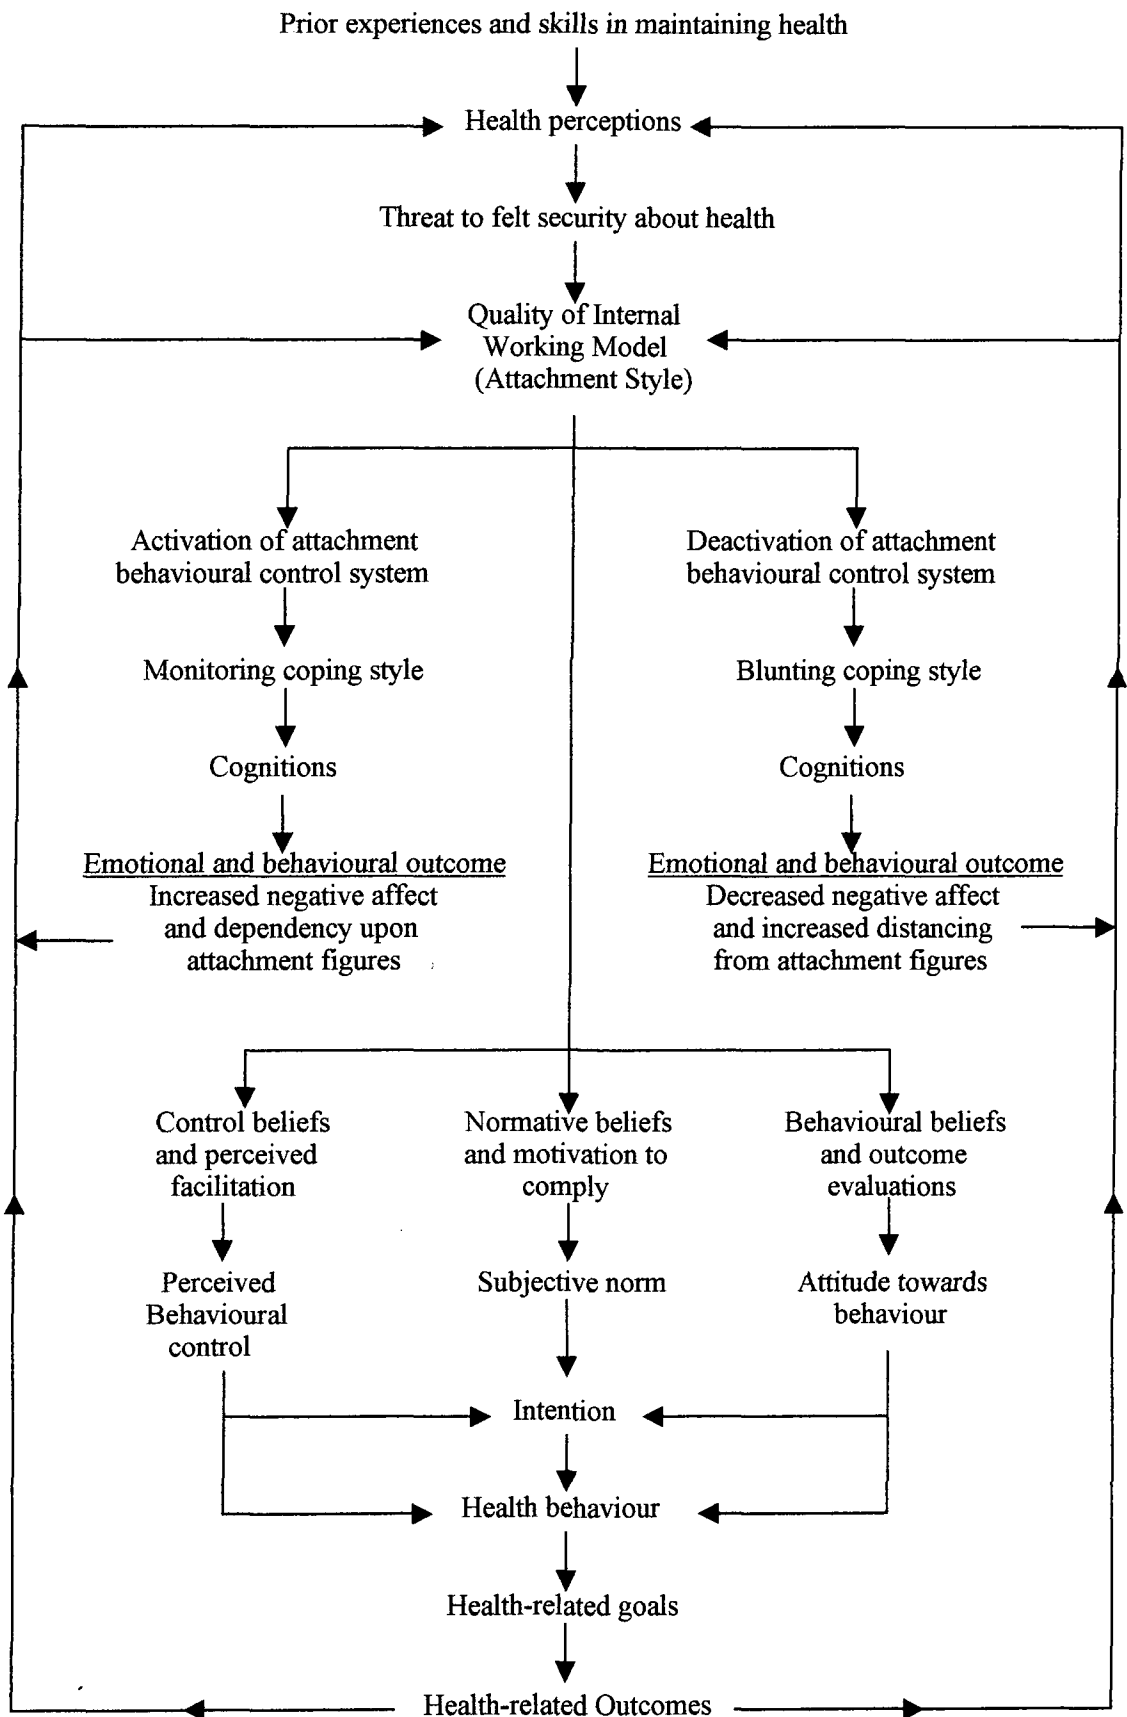 Prior experiences and skills in maintaining health
Health perceptions
Threat to felt security about health
Quality of Internal
Working Model
(Attachment Style)
Activation of attachment
behavioural control system
Deactivation of attachment
behavioural control system
Monitoring coping style
Blunting coping style
Cognitions
Cognitions
Emotional and behavioural outcome
Increased negative affect
and dependency upon
attachment figures
Emotional and behavioural outcome
Decreased negative affect
and increased distancing
from attachment figures
Control beliefs
and perceived
facilitation
Normative beliefs
and motivation to
comply
Behavioural beliefs
and outcome
evaluations
Perceived
Behavioural
control
Subjective norm
Attitude towards
behaviour
Intention
Health behaviour
Health-related goals
Health-related Outcomes